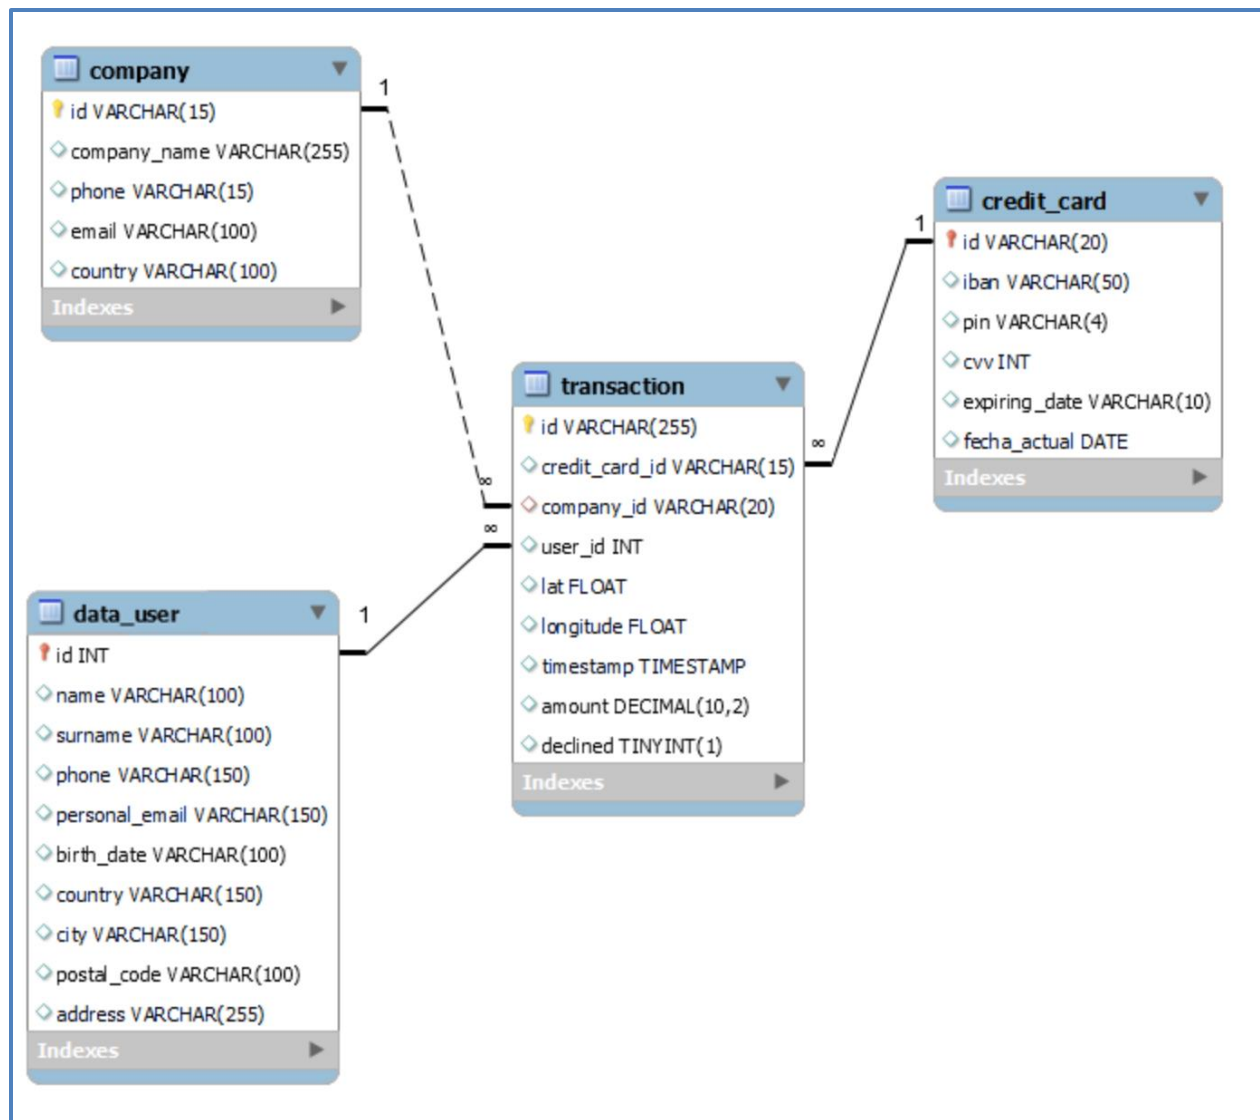 company
id VARCHAR(15)
company_name VARCHAR(255)
phone VARCHAR(15)
email VARCHAR(100)
country VARCHAR(100)
Indexes
1
∞
credit_card
id VARCHAR(20)
iban VARCHAR(50)
pin VARCHAR(4)
cvv INT
expiring_date VARCHAR(10)
fecha_actual DATE
Indexes
1
∞
transaction
id VARCHAR(255)
credit_card_id VARCHAR(15)
company_id VARCHAR(20)
user_id INT
lat FLOAT
longitude FLOAT
timestamp TIMESTAMP
amount DECIMAL(10,2)
declined TINYINT(1)
Indexes
∞
1
data_user
id INT
name VARCHAR(100)
surname VARCHAR(100)
phone VARCHAR(150)
personal_email VARCHAR(150)
birth_date VARCHAR(100)
country VARCHAR(150)
city VARCHAR(150)
postal_code VARCHAR(100)
address VARCHAR(255)
Indexes